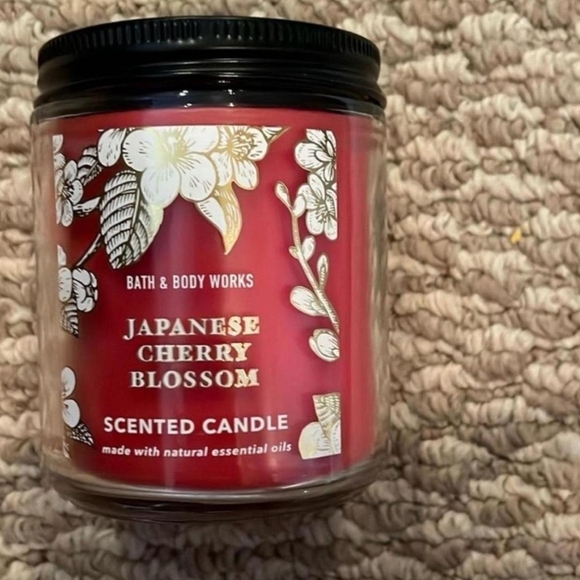 BATH & BODY WORKS
JAPANESE
CHERRY
BLOSSOM
SCENTED CANDLE
made with natural essential oils